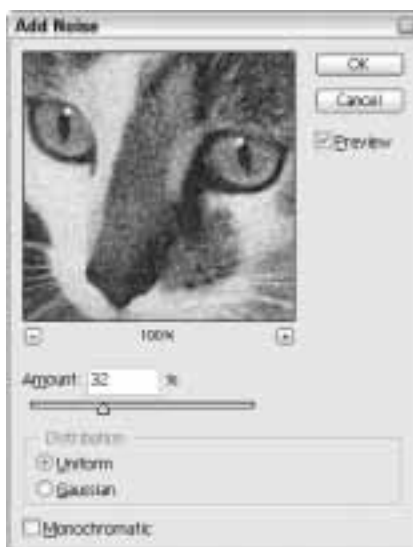 Add Noise
OK
Cancel
Preview
100%
Amount: 32 %
Distribution
Uniform
Gaussian
Monochromatic